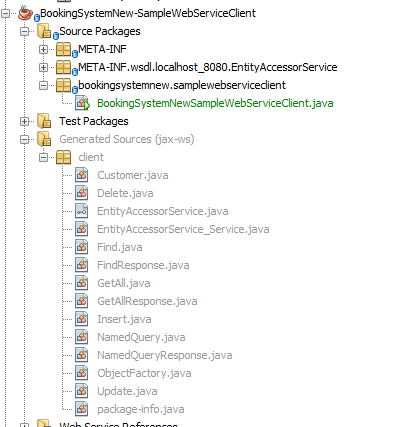 BookingSystemNew-SampleWebServiceClient
Source Packages
META-INF
META-INF.wsdl.localhost_8080.EntityAccessorService
bookingsystemnew.samplewebserviceclient
BookingSystemNewSampleWebServiceClient.java
Test Packages
Generated Sources (jax-ws)
client
Customer.java
Delete.java
EntityAccessorService.java
EntityAccessorService_Service.java
Find.java
FindResponse.java
GetAll.java
GetAllResponse.java
Insert.java
NamedQuery.java
NamedQueryResponse.java
ObjectFactory.java
Update.java
package-info.java
Web Service References